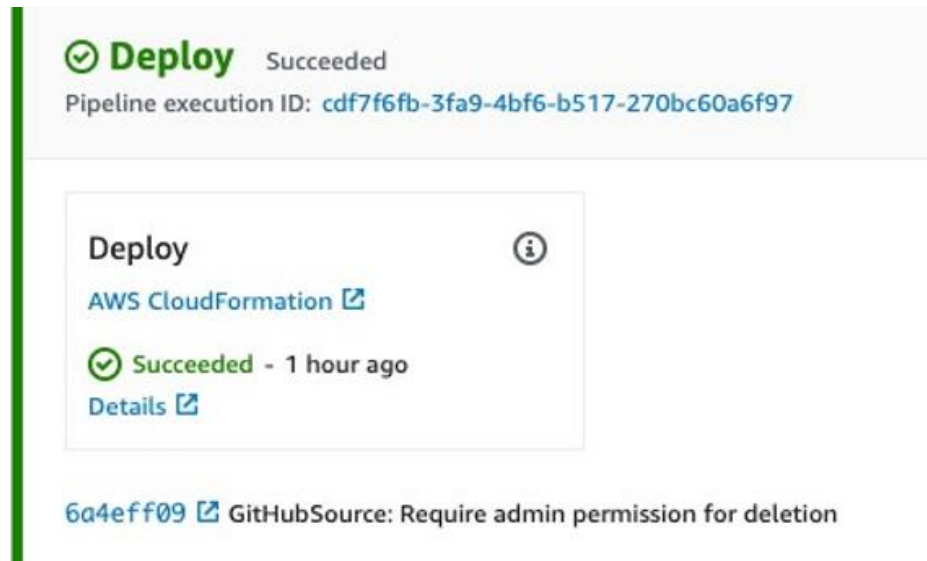 Deploy Succeeded
Pipeline execution ID: cdf7f6fb-3fa9-4bf6-b517-270bc60a6f97
Deploy
AWS CloudFormation
Succeeded - 1 hour ago
Details
6a4eff09 GitHubSource: Require admin permission for deletion